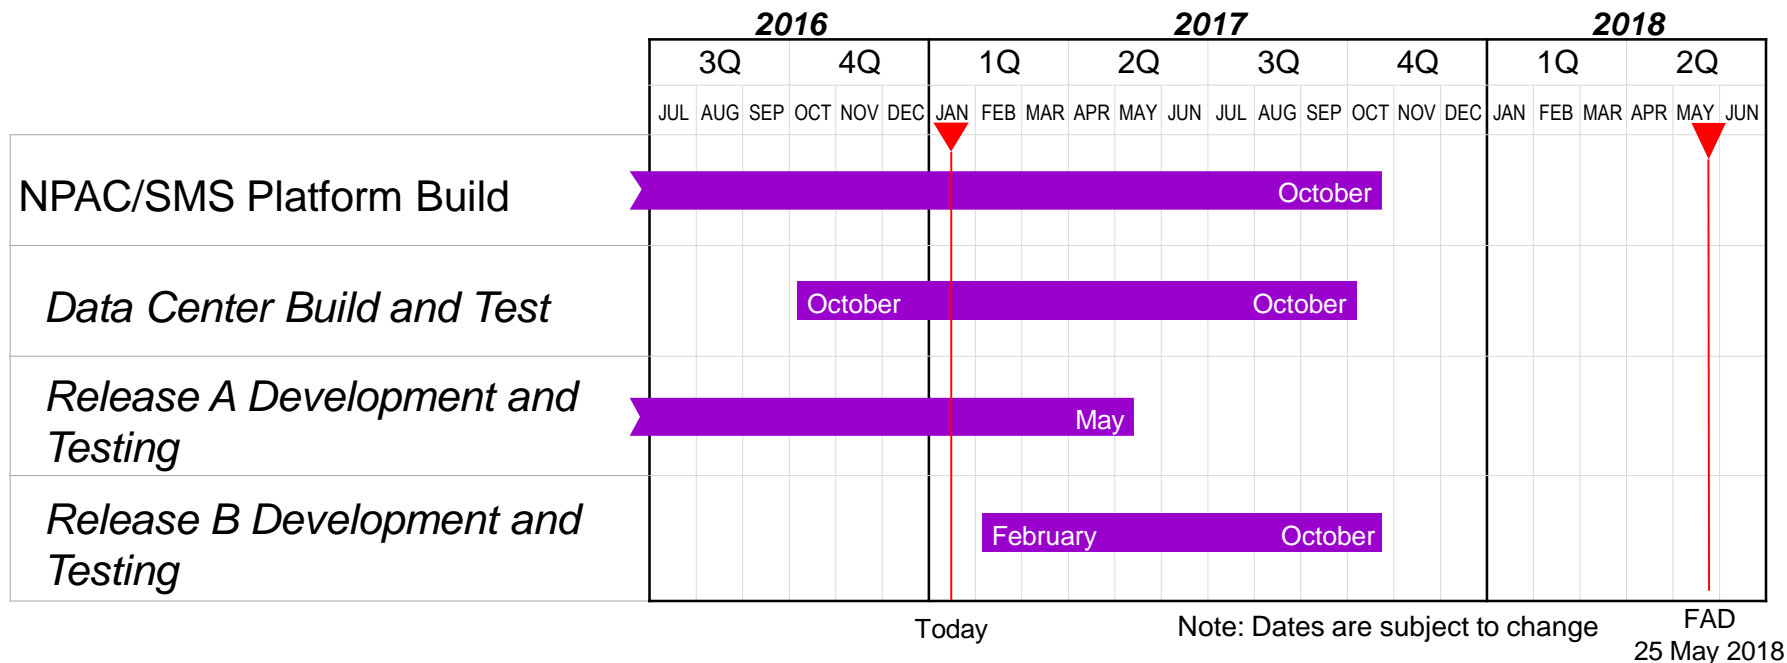 2016 2017 2018
3Q 4Q 1Q 2Q 3Q 4Q 1Q 2Q
JUL AUG SEP OCT NOV DEC JAN FEB MAR APR MAY JUN JUL AUG SEP OCT NOV DEC JAN FEB MAR APR MAY JUN
NPAC/SMS Platform Build October
Data Center Build and Test October October
Release A Development and
Testing
May
Release B Development and
Testing
February October
Today
Note: Dates are subject to change
FAD
25 May 2018